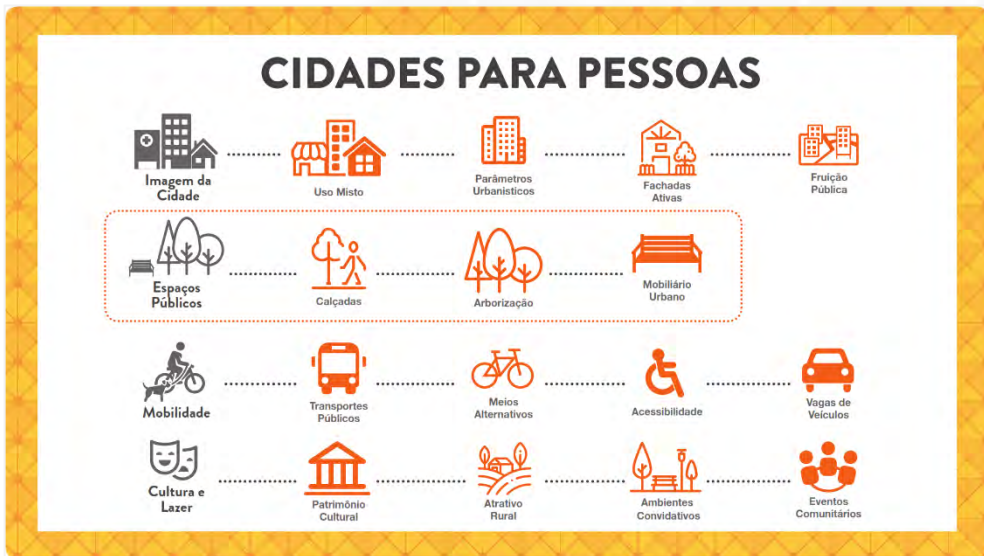 CIDADES PARA PESSOAS
Imagem da
Cidade
Uso Misto
Parâmetros
Urbanisticos
Fachadas
Ativas
Fruição
Pública
Espaços
Públicos
Calçadas
Arborização
Mobiliário
Urbano
Mobilidade
Transportes
Públicos
Meios
Alternativos
Acessibilidade
Vagas de
Veículos
Cultura e
Lazer
Patrimônio
Cultural
Atrativo
Rural
Ambientes
Convidativos
Eventos
Comunitários